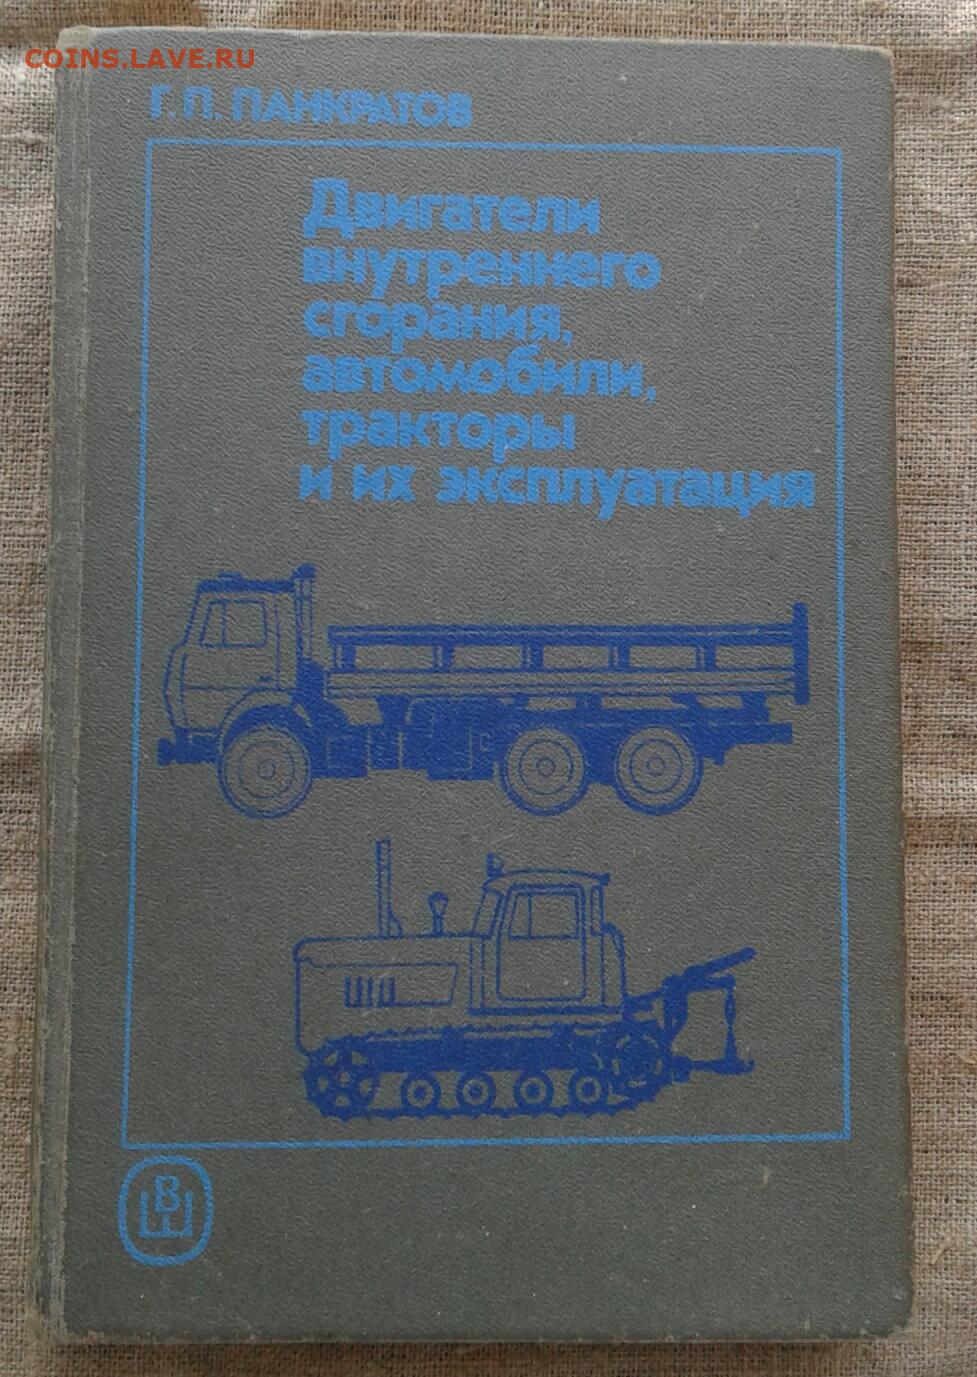 COINS.LAVE.RU
Г. П. ПАНКРАТОВ
Двигатели
внутреннего
сгорания,
автомобили,
тракторы
и их эксплуатация
ВШ